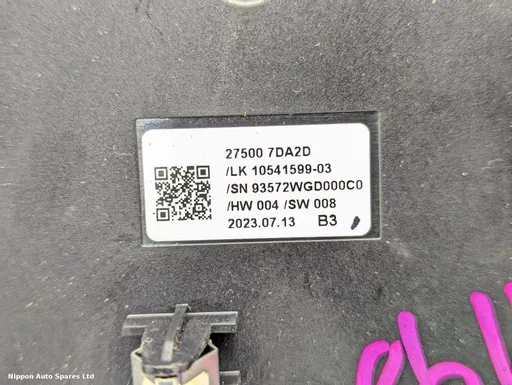 27500 7DA2D
/LK 10541599-03
/SN 93572WGD000C0
/HW 004 /SW 008
2023.07.13 B3
Nippon Auto Spares Ltd